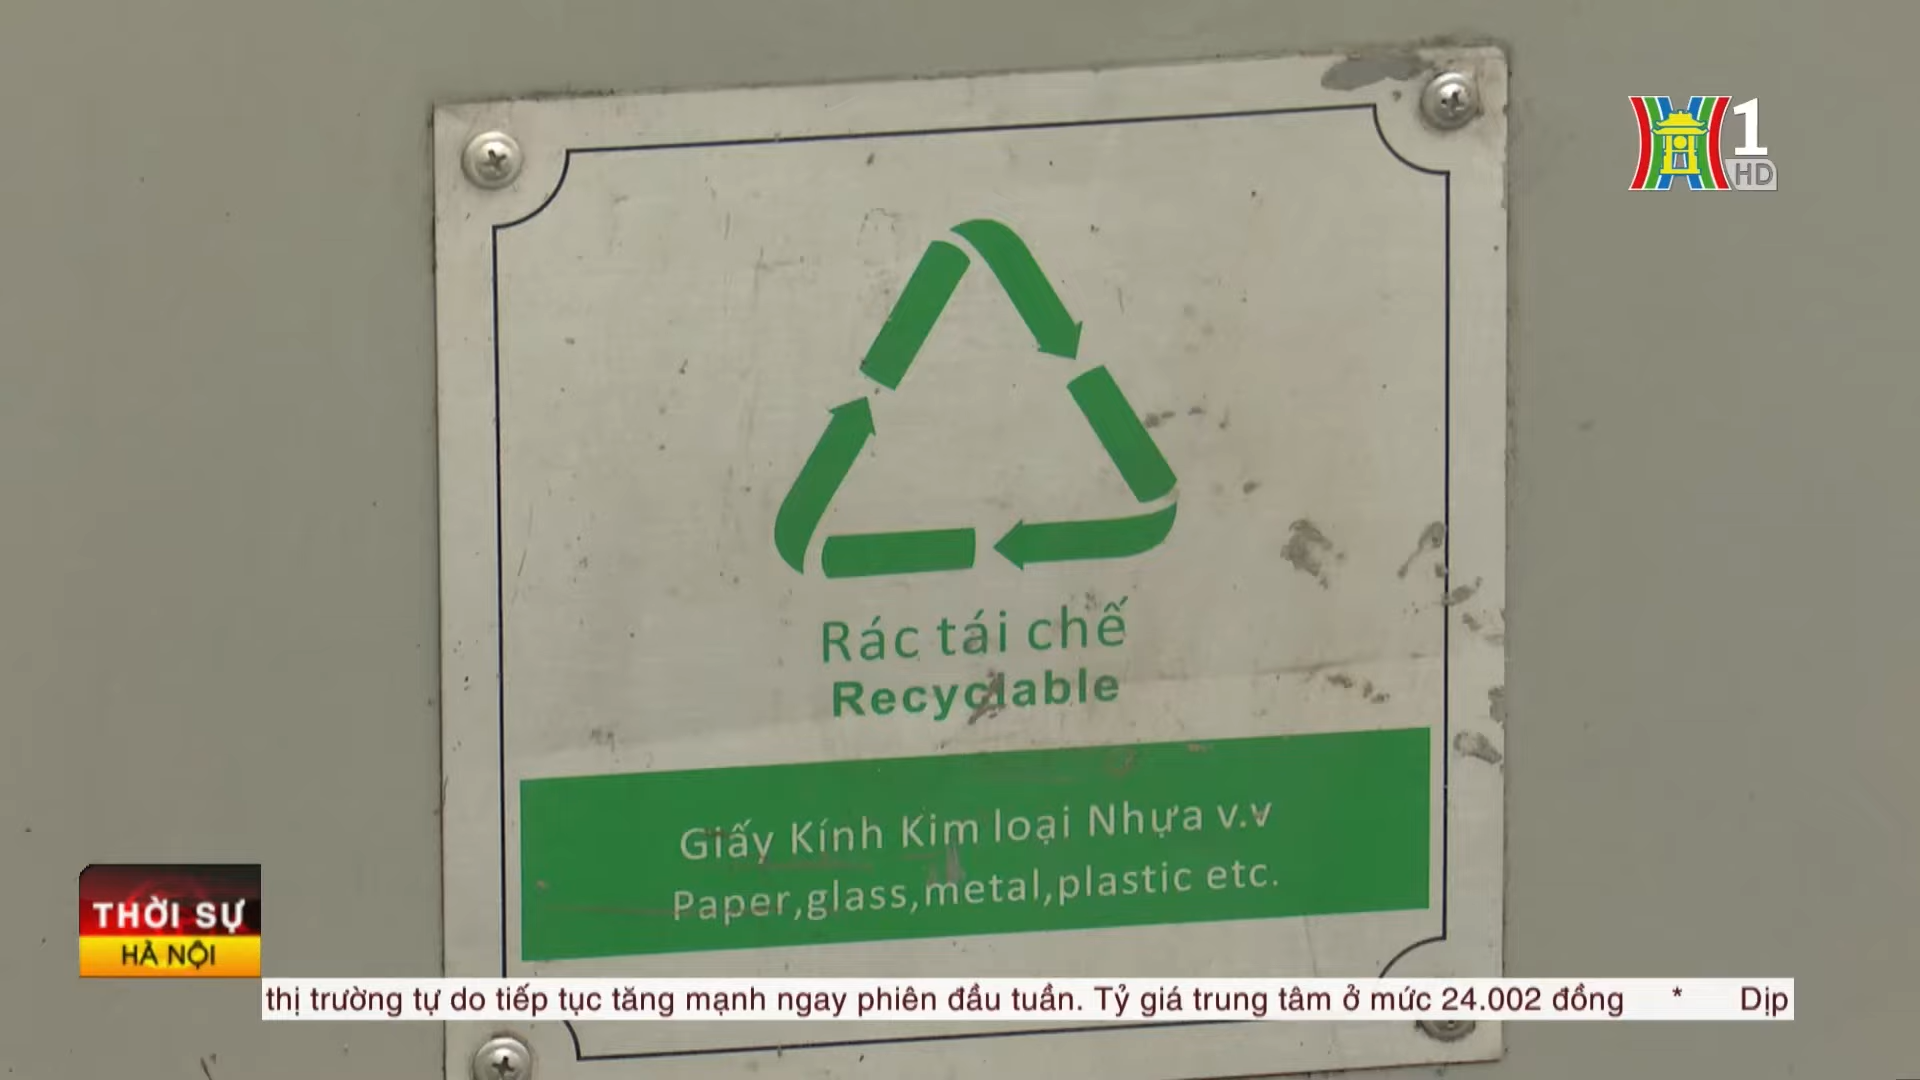 1
HD
Rác tái chế
Recyclable
Giấy Kính Kim loại Nhựa v.v
Paper,glass,metal,plastic etc.
THỜI SỰ
HÀ NỘI
thị trường tự do tiếp tục tăng mạnh ngay phiên đầu tuần. Tỷ giá trung tâm ở mức 24.002 đồng * Dịp